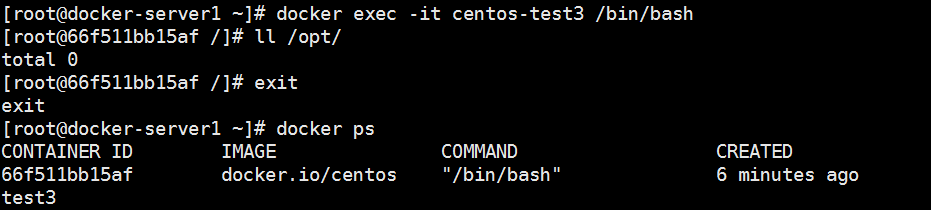 [root@docker-server1 ~]# docker exec -it centos-test3 /bin/bash
[root@66f511bb15af /]# ll /opt/
total 0
[root@66f511bb15af /]# exit
exit
[root@docker-server1 ~]# docker ps
CONTAINER ID        IMAGE               COMMAND                  CREATED
66f511bb15af        docker.io/centos    "/bin/bash"              6 minutes ago
test3